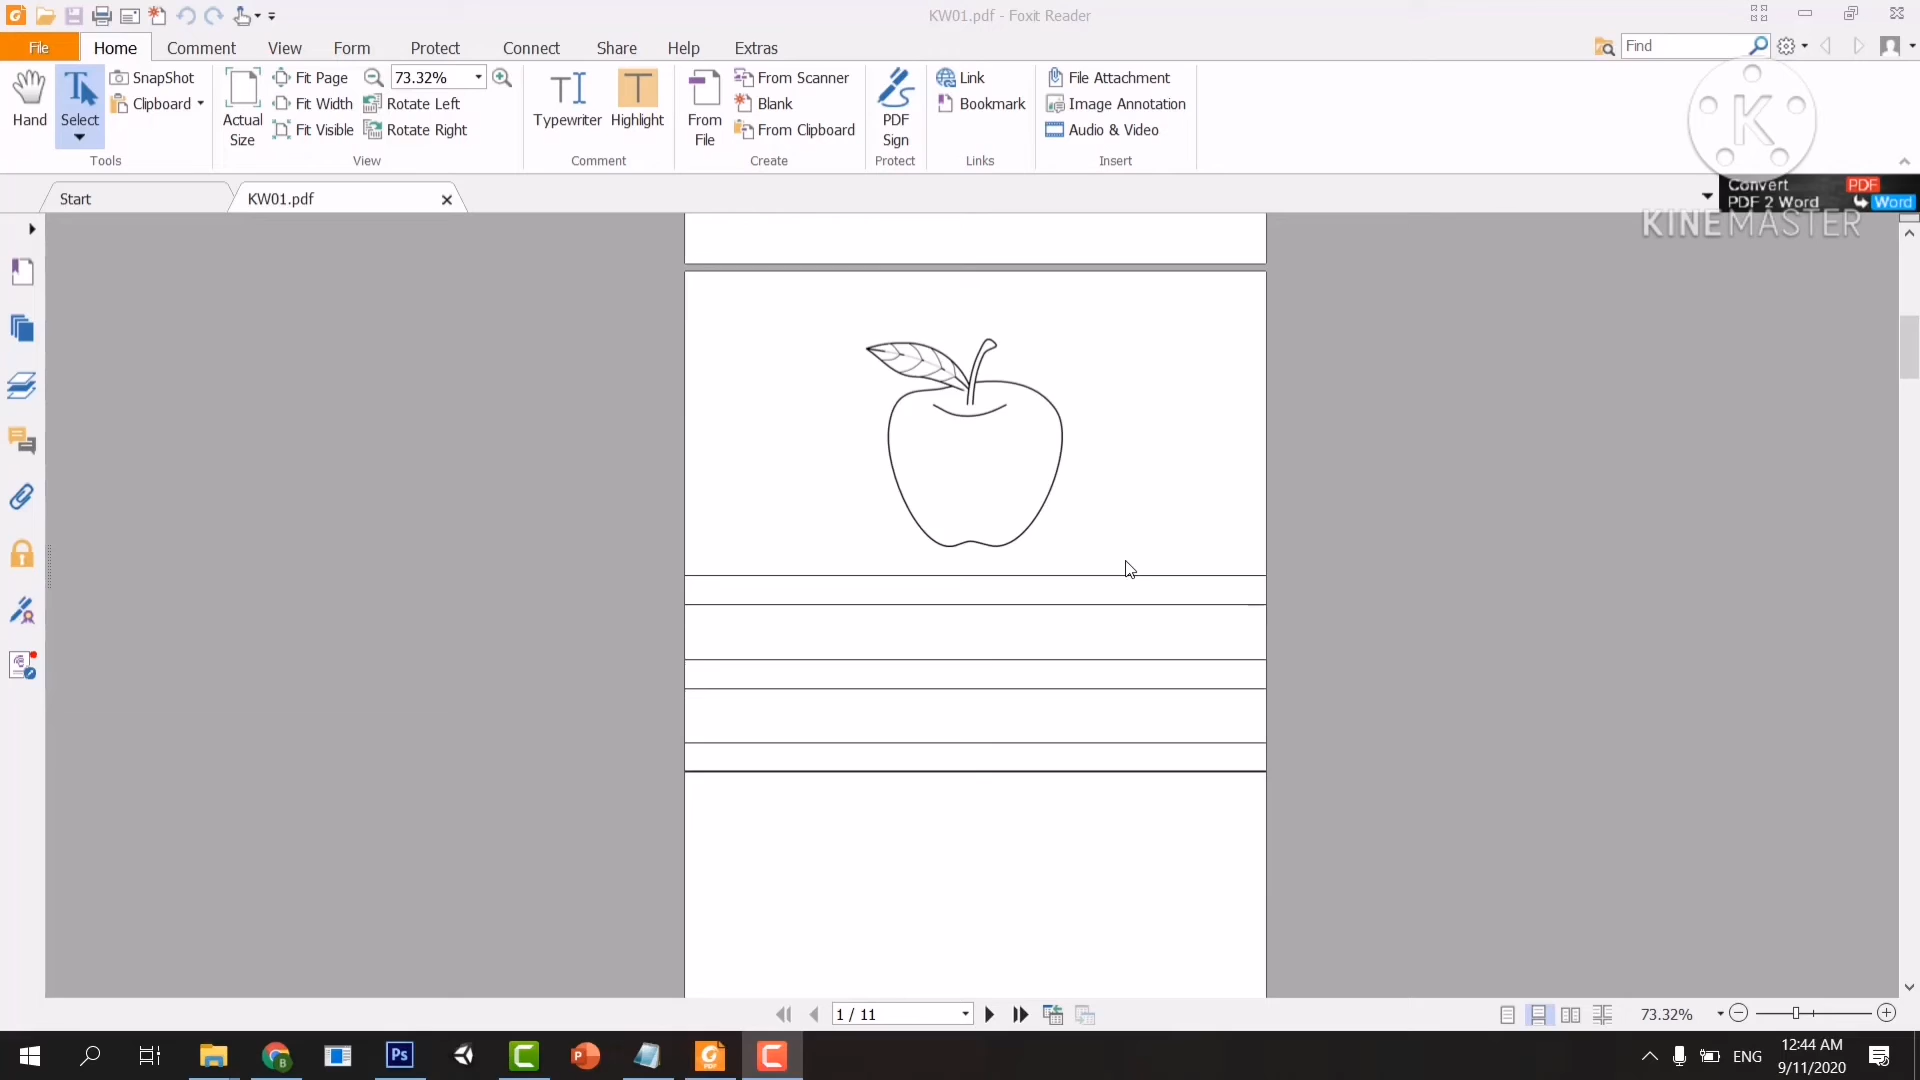 KW01.pdf - Foxit Reader
File Home Comment View Form Protect Connect Share Help Extras
Find
Hand
Select
SnapShot
Clipboard
Tools
Actual Size
Fit Page
Fit Width
Fit Visible
73.32%
Rotate Left
Rotate Right
View
Typewriter
Highlight
Comment
From File
From Scanner
Blank
From Clipboard
Create
PDF Sign
Protect
Link
Bookmark
Links
File Attachment
Image Annotation
Audio & Video
Insert
K
Start
KW01.pdf
Convert PDF
PDF 2 Word Word
KINEMASTER
1 / 11
73.32%
Ps
ENG
12:44 AM
9/11/2020